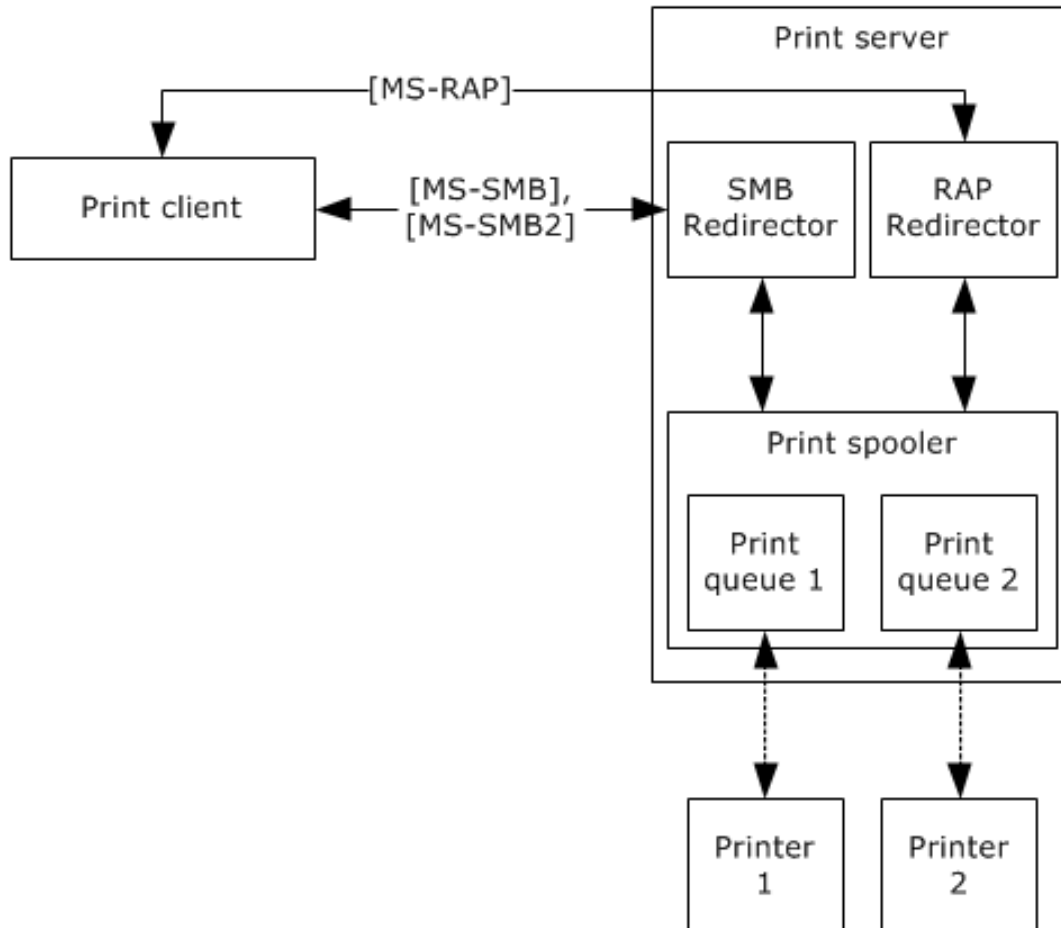 Print server
[MS-RAP]
Print client
[MS-SMB],
[MS-SMB2]
SMB
Redirector
RAP
Redirector
Print spooler
Print
queue 1
Print
queue 2
Printer
1
Printer
2